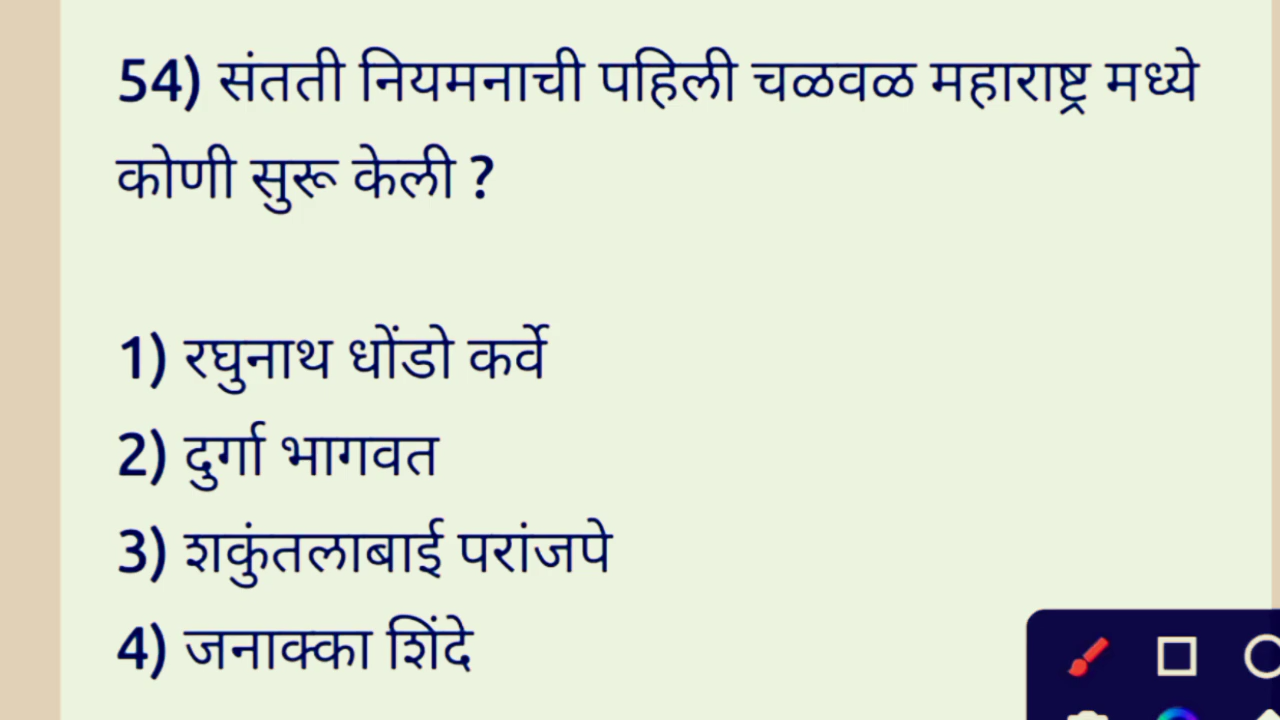 54) संतती नियमनाची पहिली चळवळ महाराष्ट्र मध्ये
कोणी सुरू केली ?
1) रघुनाथ धोंडो कर्वे
2) दुर्गा भागवत
3) शकुंतलाबाई परांजपे
4) जनाक्का शिंदे